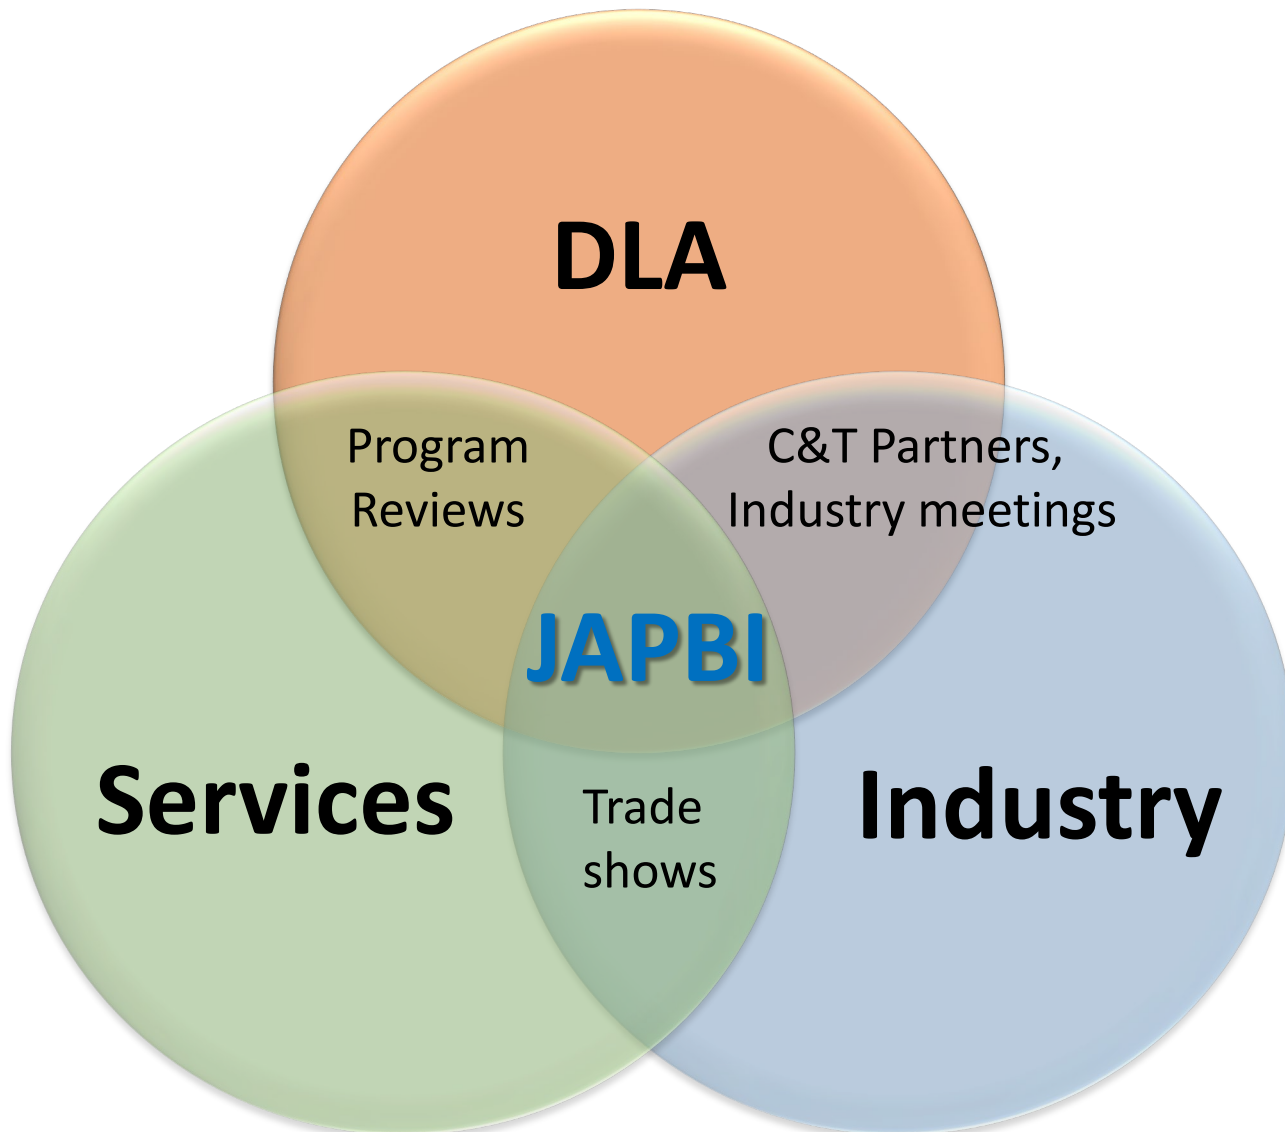 DLA
Program
Reviews
C&T Partners,
Industry meetings
JAPBI
Services
Industry
Trade
shows